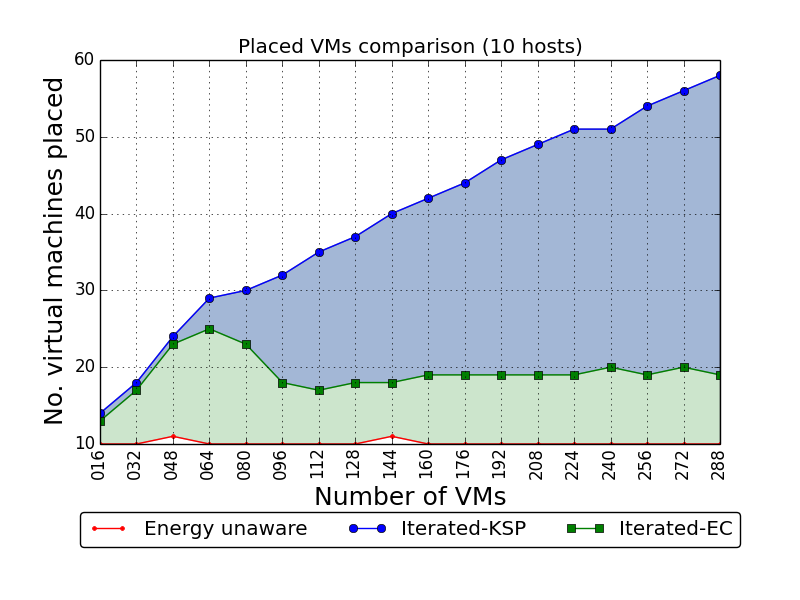 Placed VMs comparison (10 hosts)
No. virtual machines placed
60
50
40
30
20
10
016 032 048 064 080 096 112 128 144 160 176 192 208 224 240 256 272 288
Number of VMs
Energy unaware Iterated-KSP Iterated-EC